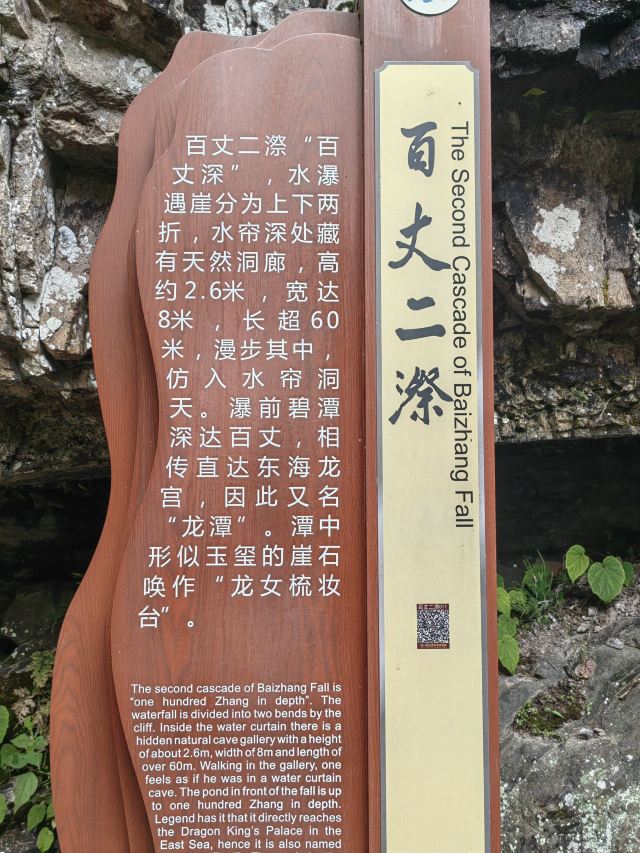 百丈二漈“百
丈深”，水瀑
遇崖分为上下两
折，水帘深处藏
有天然洞廊，高
约2.6米，宽达
8米，长超60
米，漫步其中，
仿入水帘洞
天。瀑前碧潭
深达百丈，相
传直达东海龙
宫，因此又名
“龙潭”。潭中
形似玉玺的崖石
唤作“龙女梳妆
台”。
The second cascade of Baizhang Fall is
“one hundred Zhang in depth”. The
waterfall is divided into two bends by the
cliff. Inside the water curtain there is a
hidden natural cave gallery with a height
of about 2.6m, width of 8m and length of
over 60m. Walking in the gallery, one
feels as if he was in a water curtain
cave. The pond in front of the fall is up
to one hundred Zhang in depth.
Legend has it that it directly reaches
the Dragon King's Palace in the
East Sea, hence it is also named
百丈二漈
The Second Cascade of Baizhang Fall